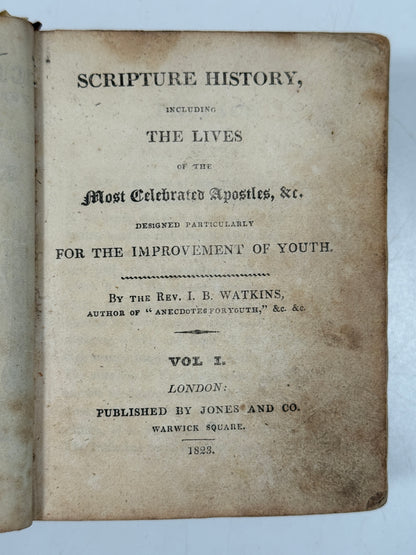 SCRIPTURE HISTORY,
INCLUDING
THE LIVES
OF THE
Most Celebrated Apostles, &c.
DESIGNED PARTICULARLY
FOR THE IMPROVEMENT OF YOUTH.
BY THE REV. I. B. WATKINS,
AUTHOR OF "ANECDOTES FOR YOUTH," &c. &c.
VOL I.
LONDON:
PUBLISHED BY JONES AND CO.
WARWICK SQUARE.
1823.